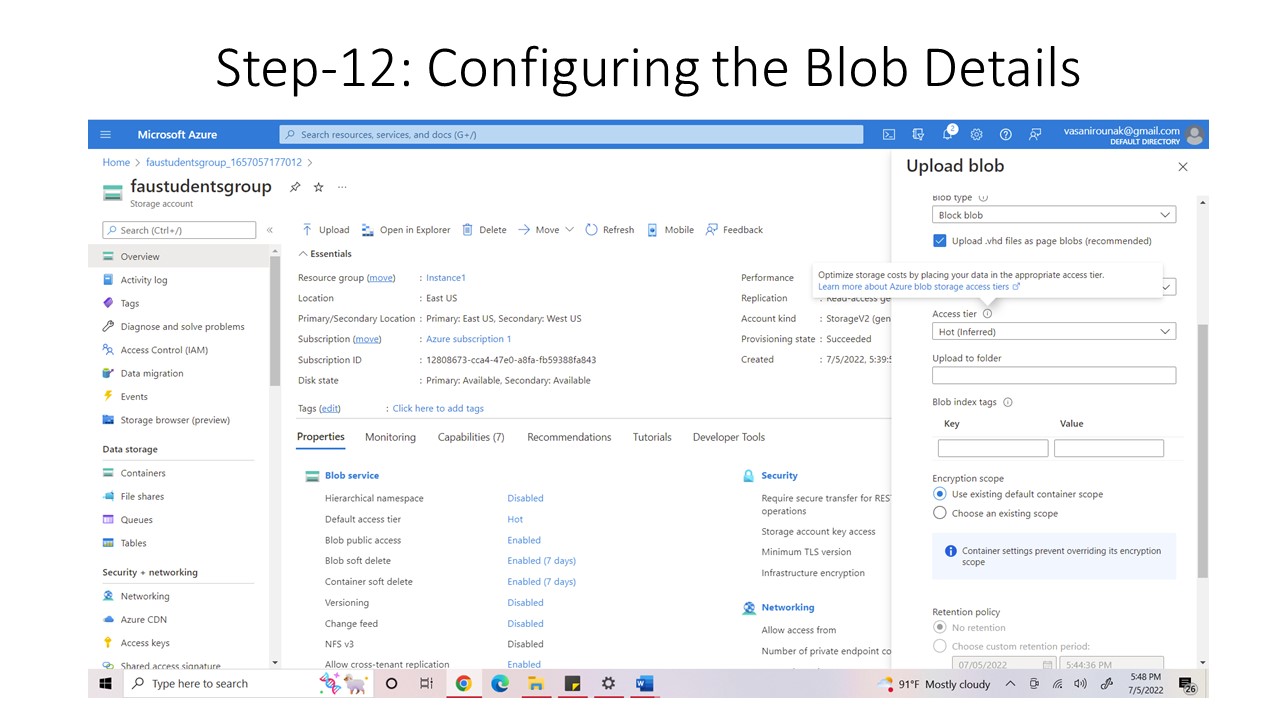 Step-12: Configuring the Blob Details
Microsoft Azure
Search resources, services, and docs (G+/)
2
vasanirounak@gmail.com
DEFAULT DIRECTORY
Home > faustudentsgroup_1657057177012 >
faustudentsgroup
Storage account
Search (Ctrl+/)
«
Overview
Activity log
Tags
Diagnose and solve problems
Access Control (IAM)
Data migration
Events
Storage browser (preview)
Data storage
Containers
File shares
Queues
Tables
Security + networking
Networking
Azure CDN
Access keys
Shared access signature
Upload Open in Explorer Delete Move Refresh Mobile Feedback
Essentials
Resource group (move) : Instance1
Location : East US
Primary/Secondary Location : Primary: East US, Secondary: West US
Subscription (move) : Azure subscription 1
Subscription ID : 12808673-cca4-47e0-a8fa-fb59388fa843
Disk state : Primary: Available, Secondary: Available
Tags (edit) : Click here to add tags
Performance
Replication : Read-access ge
Account kind : StorageV2 (gen
Provisioning state : Succeeded
Created : 7/5/2022, 5:39:5
Properties Monitoring Capabilities (7) Recommendations Tutorials Developer Tools
Blob service
Hierarchical namespace Disabled
Default access tier Hot
Blob public access Enabled
Blob soft delete Enabled (7 days)
Container soft delete Enabled (7 days)
Versioning Disabled
Change feed Disabled
NFS v3 Disabled
Allow cross-tenant replication Enabled
Security
Require secure transfer for RES
operations
Storage account key access
Minimum TLS version
Infrastructure encryption
Networking
Allow access from
Number of private endpoint co
Upload blob
Blob type
Block blob
Upload .vhd files as page blobs (recommended)
Optimize storage costs by placing your data in the appropriate access tier.
Learn more about Azure blob storage access tiers
Access tier
Hot (Inferred)
Upload to folder
Blob index tags
Key Value
Encryption scope
Use existing default container scope
Choose an existing scope
Container settings prevent overriding its encryption
scope
Retention policy
No retention
Choose custom retention period:
07/05/2022 5:44:36 PM
Type here to search
91°F Mostly cloudy
5:48 PM
7/5/2022
26